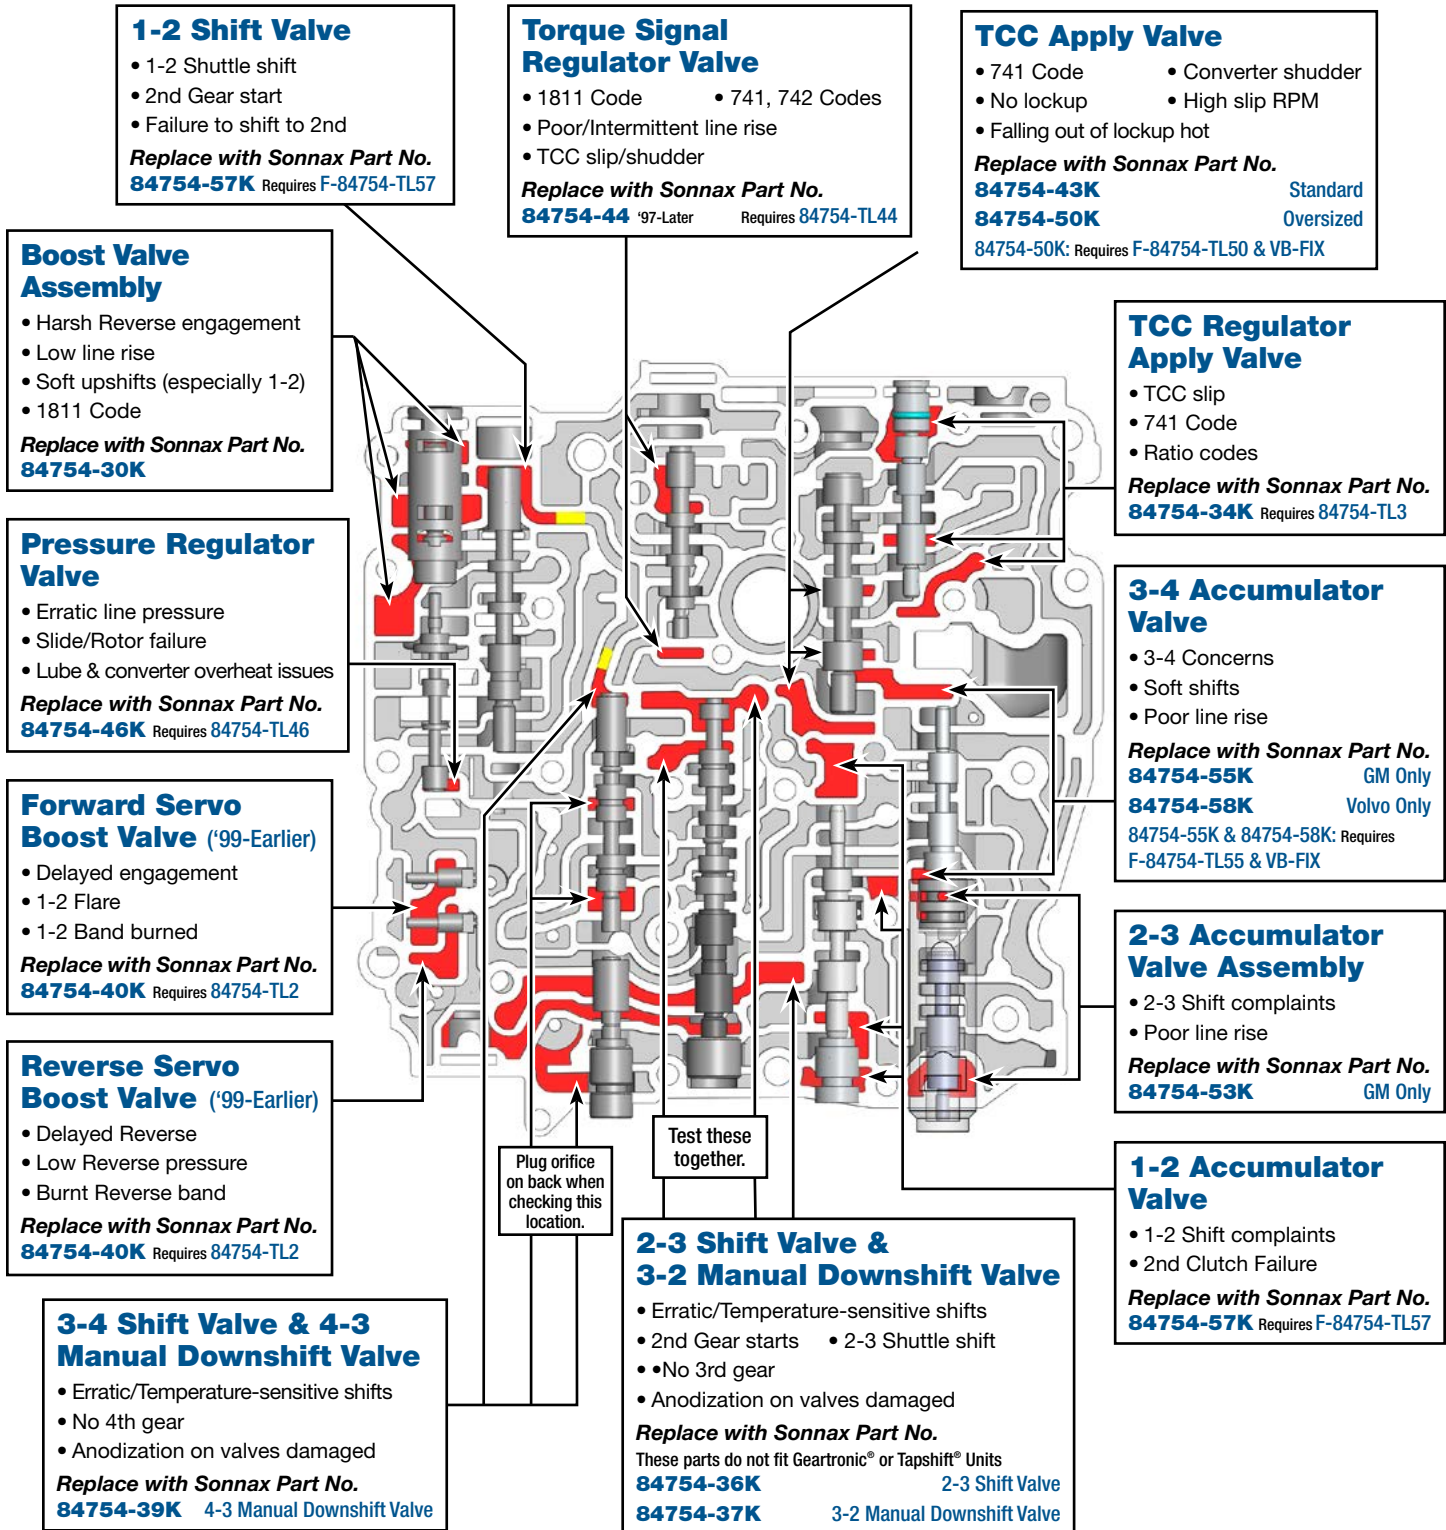 1-2 Shift Valve
• 1-2 Shuttle shift
• 2nd Gear start
• Failure to shift to 2nd
Replace with Sonnax Part No.
84754-57K Requires F-84754-TL57
Torque Signal
Regulator Valve
• 1811 Code • 741, 742 Codes
• Poor/Intermittent line rise
• TCC slip/shudder
Replace with Sonnax Part No.
84754-44 ‘97-Later Requires 84754-TL44
TCC Apply Valve
• 741 Code • Converter shudder
• No lockup • High slip RPM
• Falling out of lockup hot
Replace with Sonnax Part No.
84754-43K Standard
84754-50K Oversized
84754-50K: Requires F-84754-TL50 & VB-FIX
Boost Valve
Assembly
• Harsh Reverse engagement
• Low line rise
• Soft upshifts (especially 1-2)
• 1811 Code
Replace with Sonnax Part No.
84754-30K
TCC Regulator
Apply Valve
• TCC slip
• 741 Code
• Ratio codes
Replace with Sonnax Part No.
84754-34K Requires 84754-TL3
Pressure Regulator
Valve
• Erratic line pressure
• Slide/Rotor failure
• Lube & converter overheat issues
Replace with Sonnax Part No.
84754-46K Requires 84754-TL46
3-4 Accumulator
Valve
• 3-4 Concerns
• Soft shifts
• Poor line rise
Replace with Sonnax Part No.
84754-55K GM Only
84754-58K Volvo Only
84754-55K & 84754-58K: Requires
F-84754-TL55 & VB-FIX
Forward Servo
Boost Valve (‘99-Earlier)
• Delayed engagement
• 1-2 Flare
• 1-2 Band burned
Replace with Sonnax Part No.
84754-40K Requires 84754-TL2
2-3 Accumulator
Valve Assembly
• 2-3 Shift complaints
• Poor line rise
Replace with Sonnax Part No.
84754-53K GM Only
Reverse Servo
Boost Valve (‘99-Earlier)
• Delayed Reverse
• Low Reverse pressure
• Burnt Reverse band
Replace with Sonnax Part No.
84754-40K Requires 84754-TL2
Plug orifice
on back when
checking this
location.
Test these
together.
1-2 Accumulator
Valve
• 1-2 Shift complaints
• 2nd Clutch Failure
Replace with Sonnax Part No.
84754-57K Requires F-84754-TL57
3-4 Shift Valve & 4-3
Manual Downshift Valve
• Erratic/Temperature-sensitive shifts
• No 4th gear
• Anodization on valves damaged
Replace with Sonnax Part No.
84754-39K 4-3 Manual Downshift Valve
2-3 Shift Valve &
3-2 Manual Downshift Valve
• Erratic/Temperature-sensitive shifts
• 2nd Gear starts • 2-3 Shuttle shift
• •No 3rd gear
• Anodization on valves damaged
Replace with Sonnax Part No.
These parts do not fit Geartronic® or Tapshift® Units
84754-36K 2-3 Shift Valve
84754-37K 3-2 Manual Downshift Valve